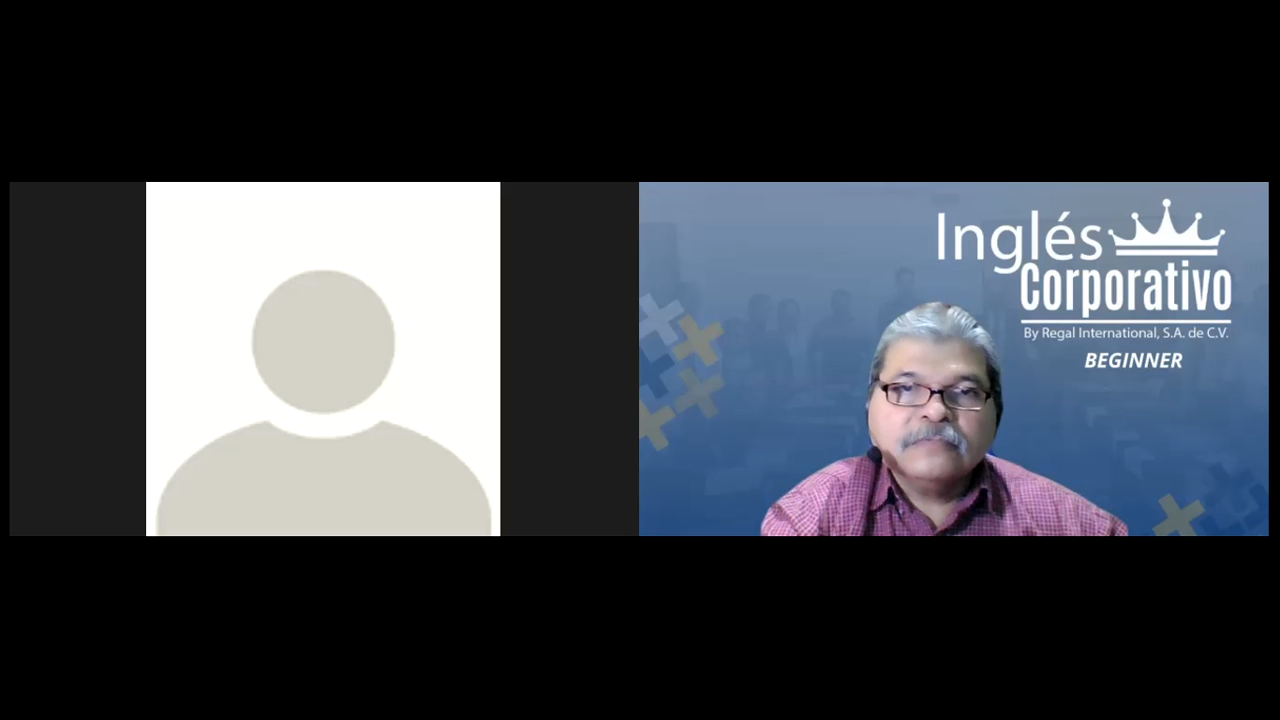 Inglés
Corporativo
By Regal International, S.A. de C.V.
BEGINNER